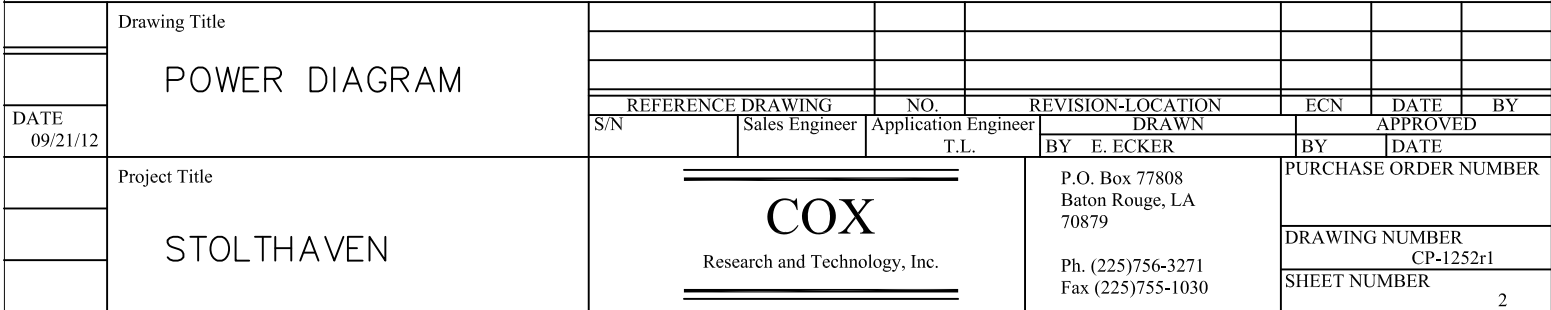 Drawing Title
POWER DIAGRAM
DATE
09/21/12
REFERENCE DRAWING NO. REVISION-LOCATION ECN DATE BY
S/N Sales Engineer Application Engineer DRAWN APPROVED
T.L. BY E. ECKER BY DATE
Project Title
STOLTHAVEN
COX
Research and Technology, Inc.
P.O. Box 77808
Baton Rouge, LA
70879
Ph. (225)756-3271
Fax (225)755-1030
PURCHASE ORDER NUMBER
DRAWING NUMBER
CP-1252r1
SHEET NUMBER
2